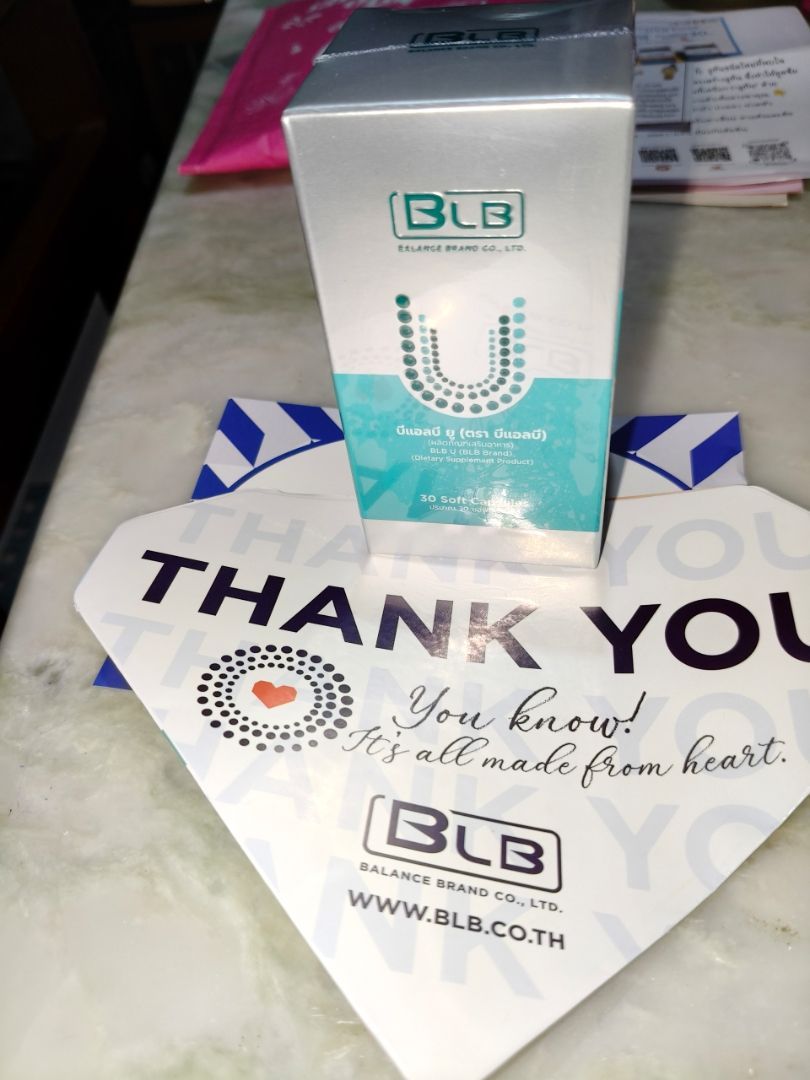 BLB
BALANCE BRAND CO., LTD.
U
บีแอลบี ยู (ตรา บีแอลบี)
(ผลิตภัณฑ์เสริมอาหาร)
BLB U (BLB Brand)
(Dietary Supplement Product)
30 Soft Capsules
THANK YOU
You know!
It's all made from heart.
BLB
BALANCE BRAND CO., LTD.
WWW.BLB.CO.TH